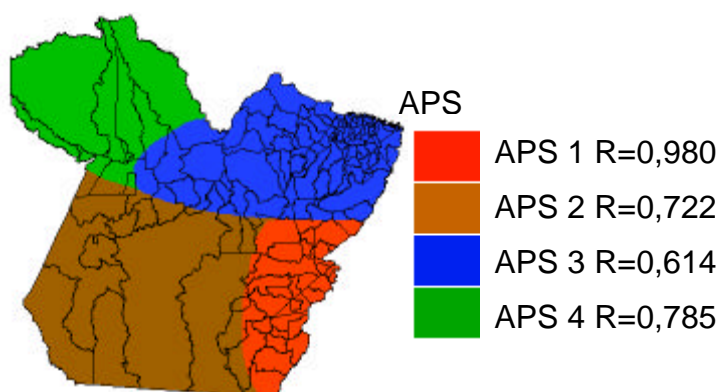 APS
APS 1 R=0,980
APS 2 R=0,722
APS 3 R=0,614
APS 4 R=0,785